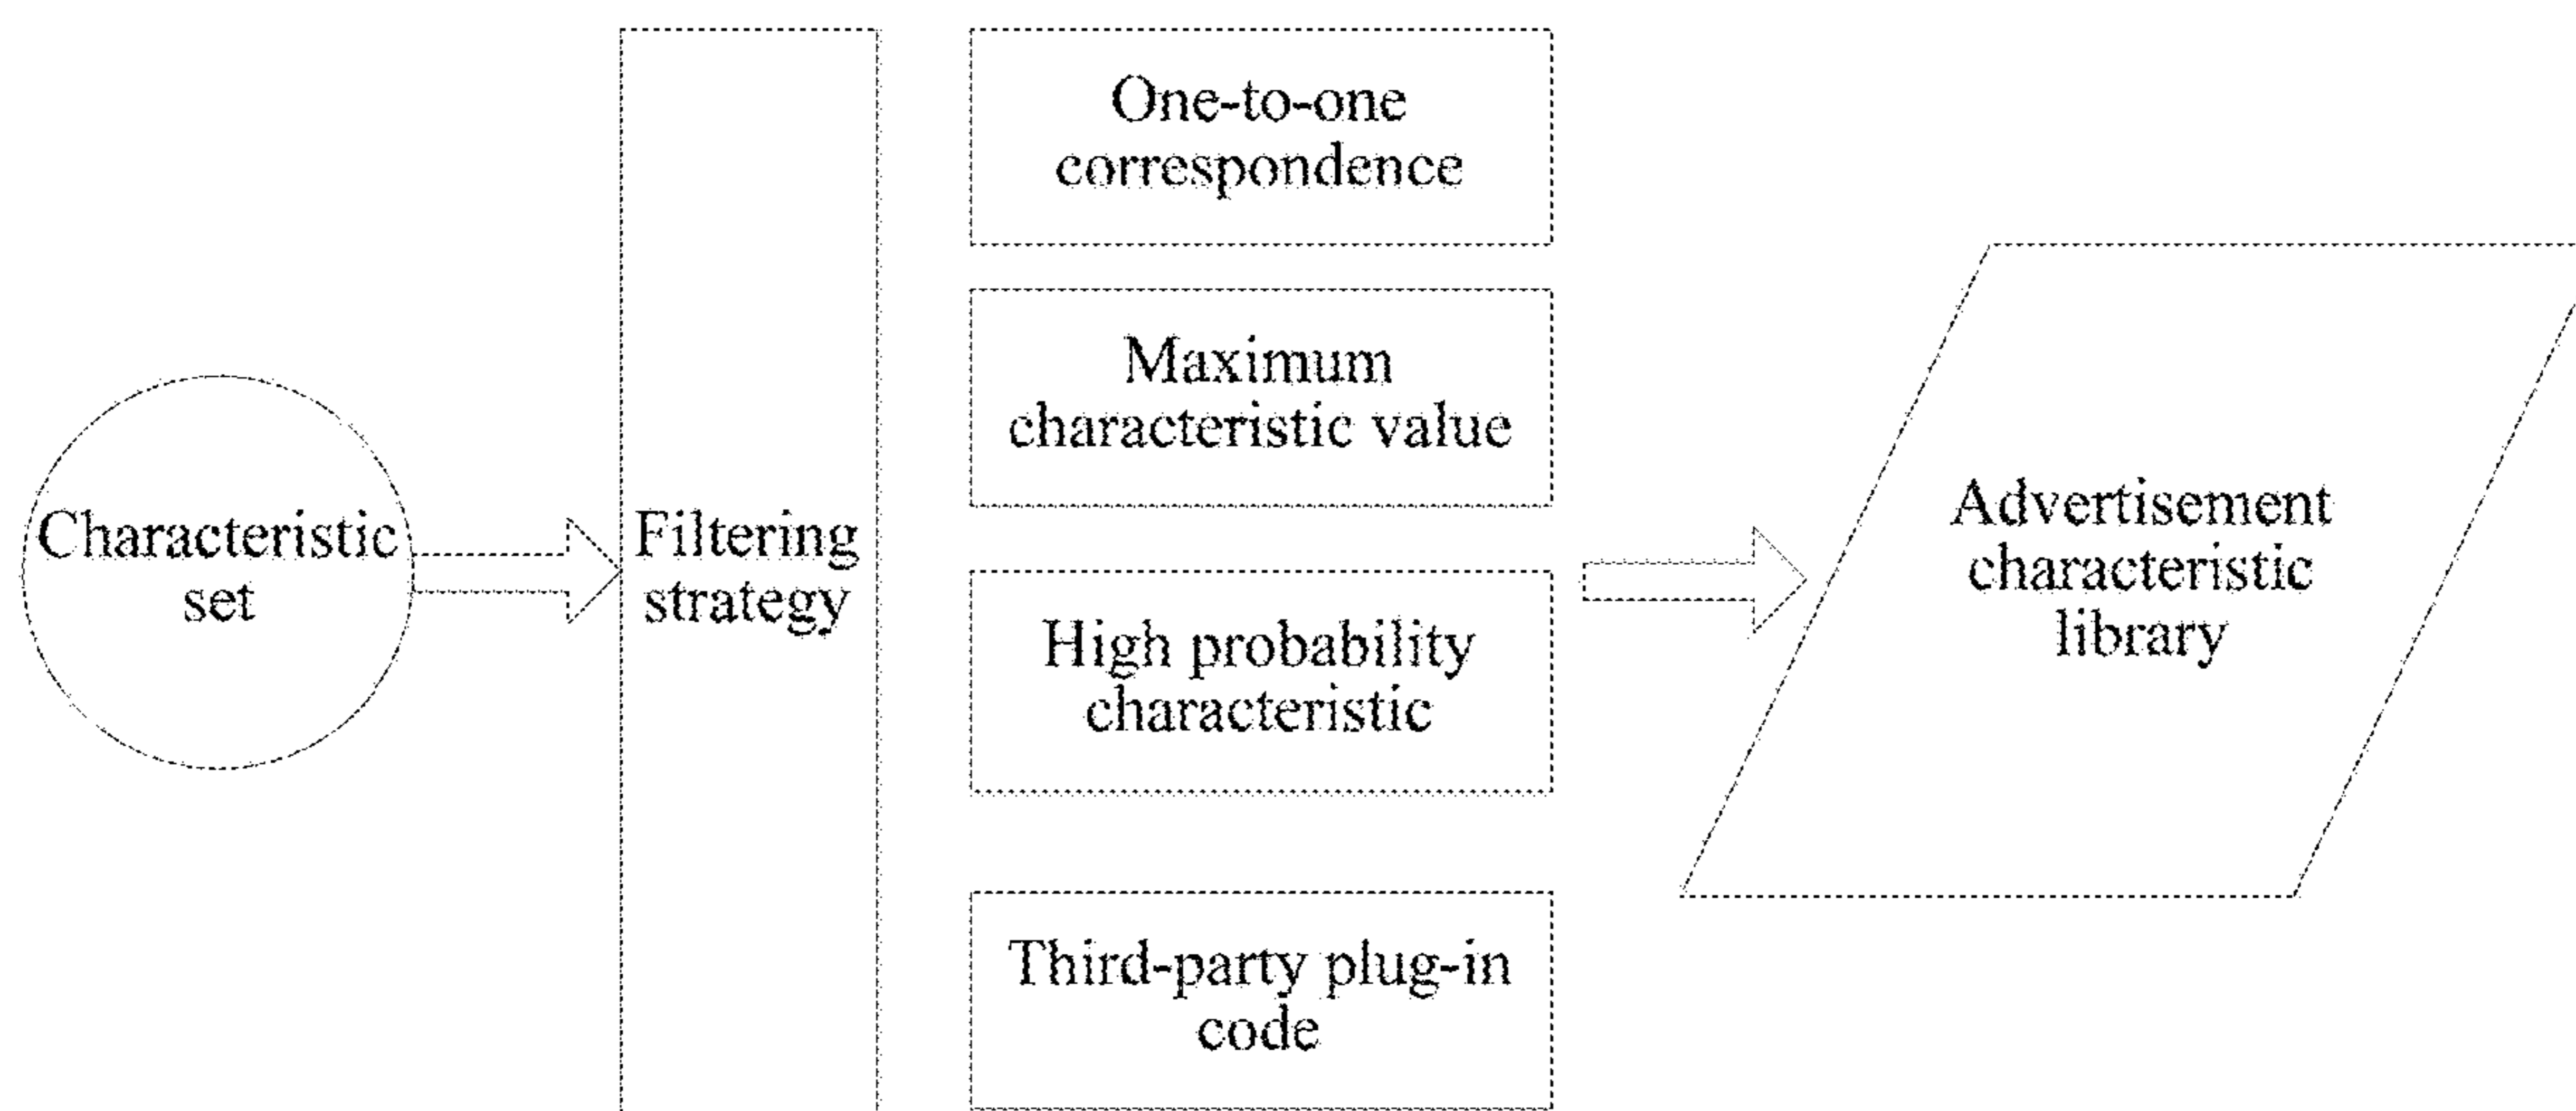 Characteristic
set
Filtering
strategy
One-to-one
correspondence
Maximum
characteristic value
High probability
characteristic
Third-party plug-in
code
Advertisement
characteristic
library